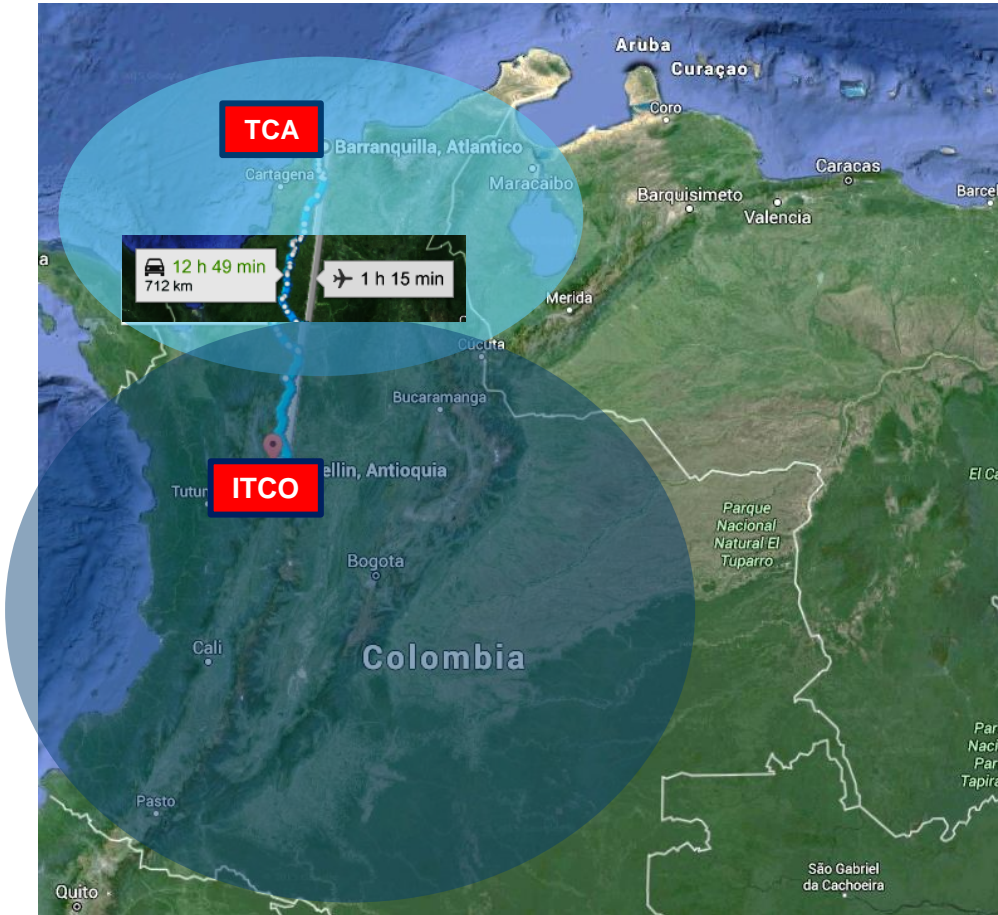 Aruba
Curaçao
Coro
TCA
Barranquilla, Atlantico
Cartagena
Maracaibo
Caracas
Barquisimeto
Valencia
Barcel
a
12 h 49 min
712 km
1 h 15 min
Merida
Cucuta
Bucaramanga
ellin, Antioquia
ITCO
Tutun
El Ca
Parque
Nacional
Natural El
Tuparro
Bogota
Cali
Colombia
Par
Naci
Par
Tapira
Pasto
São Gabriel
da Cachoeira
Quito